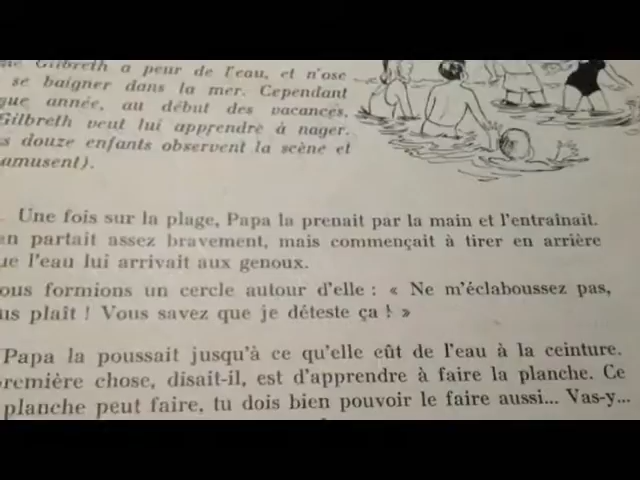 Gilbreth a peur de l'eau, et n'ose
se baigner dans la mer. Cependant
que année, au début des vacances,
Gilbreth veut lui apprendre à nager.
s douze enfants observent la scène et
amusent).
Une fois sur la plage, Papa la prenait par la main et l'entraînait.
en partait assez bravement, mais commençait à tirer en arrière
ue l'eau lui arrivait aux genoux.
ous formions un cercle autour d'elle : « Ne m'éclaboussez pas,
us plaît ! Vous savez que je déteste ça ! »
Papa la poussait jusqu'à ce qu'elle eût de l'eau à la ceinture.
remière chose, disait-il, est d'apprendre à faire la planche. Ce
planche peut faire, tu dois bien pouvoir le faire aussi... Vas-y...